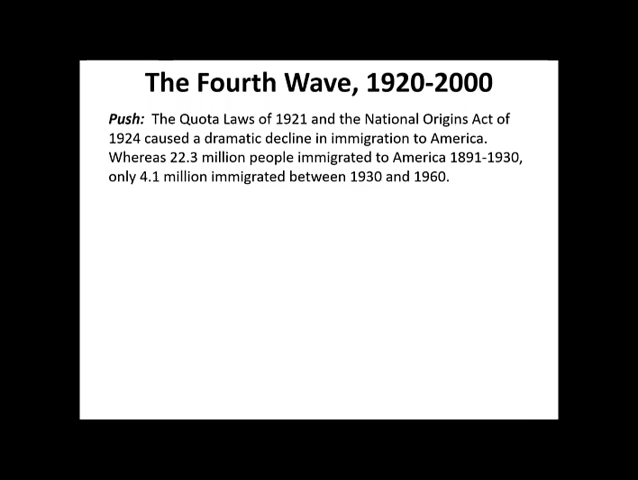 The Fourth Wave, 1920-2000
Push: The Quota Laws of 1921 and the National Origins Act of
1924 caused a dramatic decline in immigration to America.
Whereas 22.3 million people immigrated to America 1891-1930,
only 4.1 million immigrated between 1930 and 1960.